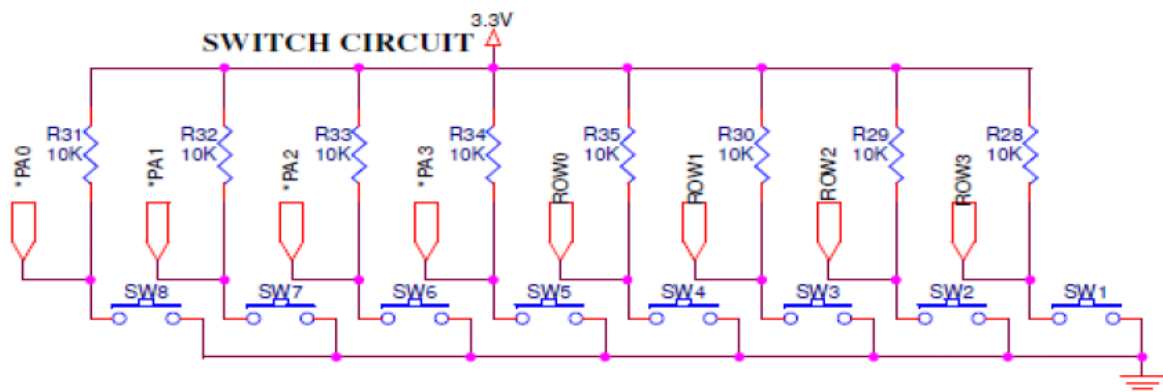 3.3V
SWITCH CIRCUIT
R31 R32 R33 R34 R35 R30 R29 R28
10K 10K 10K 10K 10K 10K 10K 10K
*PA0 *PA1 *PA2 *PA3 ROW0 ROW1 ROW2 ROW3
SW8 SW7 SW6 SW5 SW4 SW3 SW2 SW1